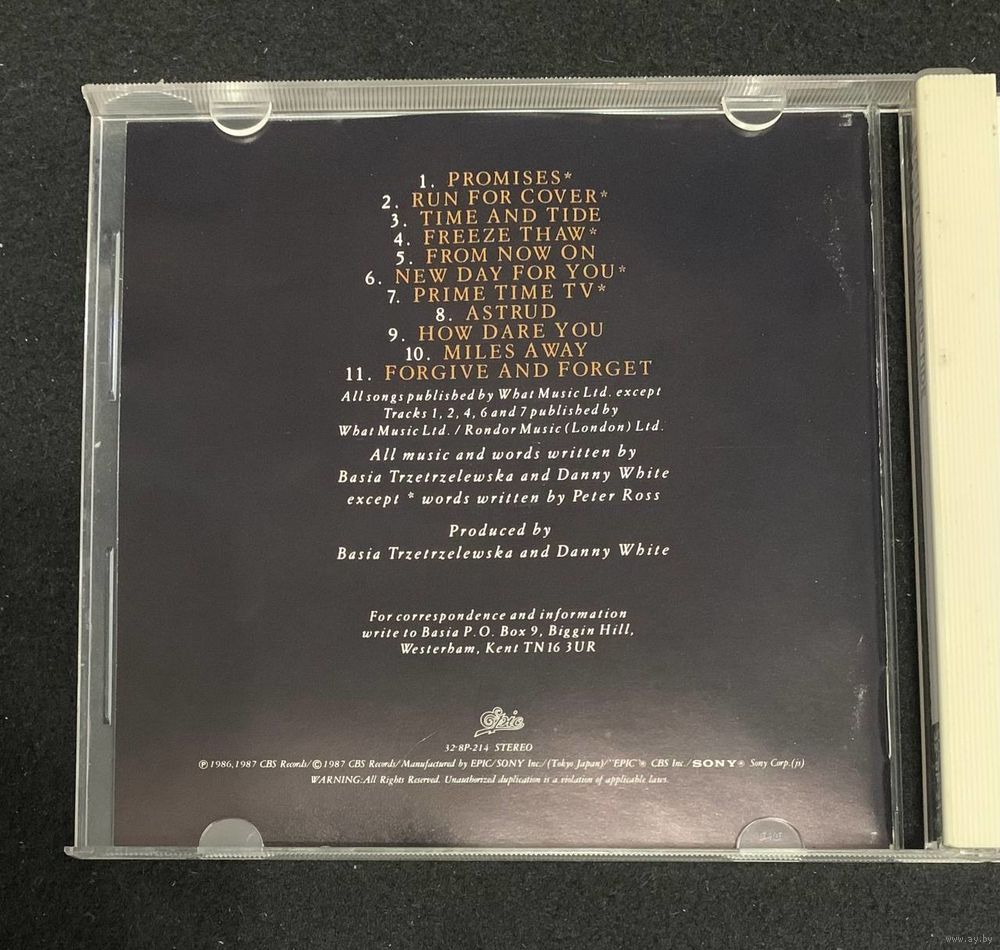 1. PROMISES*
2. RUN FOR COVER*
3. TIME AND TIDE
4. FREEZE THAW*
5. FROM NOW ON
6. NEW DAY FOR YOU*
7. PRIME TIME TV*
8. ASTRUD
9. HOW DARE YOU
10. MILES AWAY
11. FORGIVE AND FORGET
All songs published by What Music Ltd. except
Tracks 1, 2, 4, 6 and 7 published by
What Music Ltd. / Rondor Music (London) Ltd.
All music and words written by
Basia Trzetrzelewska and Danny White
except * words written by Peter Ross
Produced by
Basia Trzetrzelewska and Danny White
For correspondence and information
write to Basia P.O. Box 9, Biggin Hill,
Westerham, Kent TN16 3UR
Epic
32·8P-214 STEREO
℗ 1986,1987 CBS Records/© 1987 CBS Records/Manufactured by EPIC/SONY Inc./(Tokyo Japan)/"EPIC"® CBS Inc./SONY® Sony Corp.(js)
WARNING:All Rights Reserved. Unauthorized duplication is a violation of applicable laws.
www.ay.by